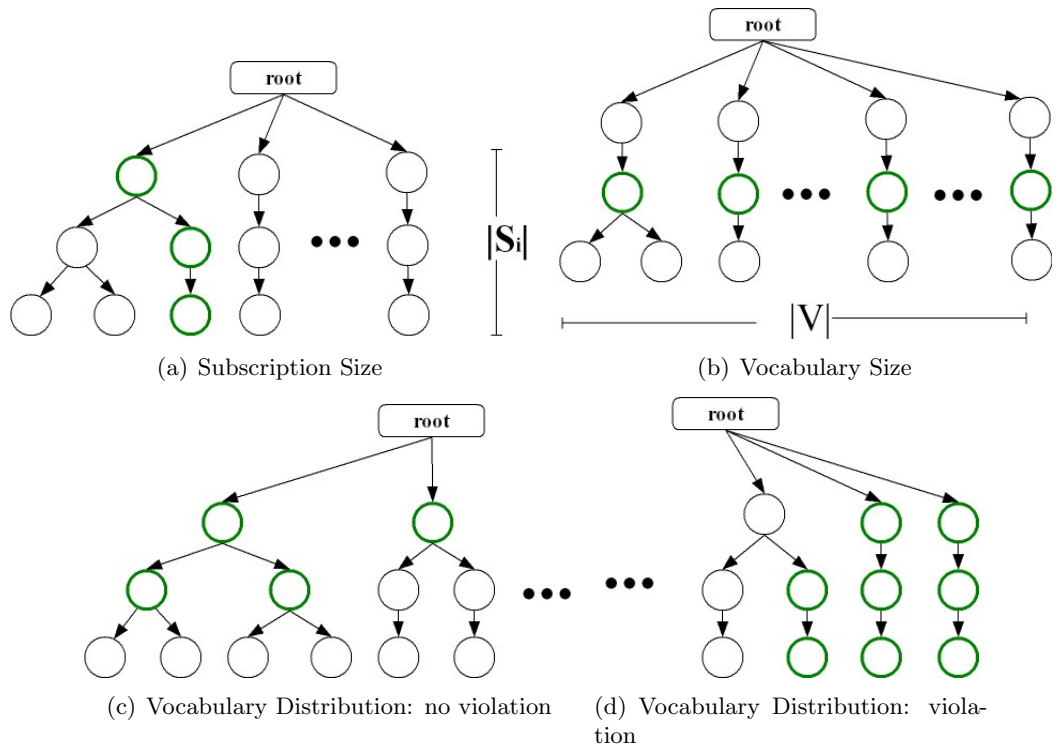 root
root
|Si|
|V|
(a) Subscription Size
(b) Vocabulary Size
root
root
(c) Vocabulary Distribution: no violation
(d) Vocabulary Distribution: viola-
tion